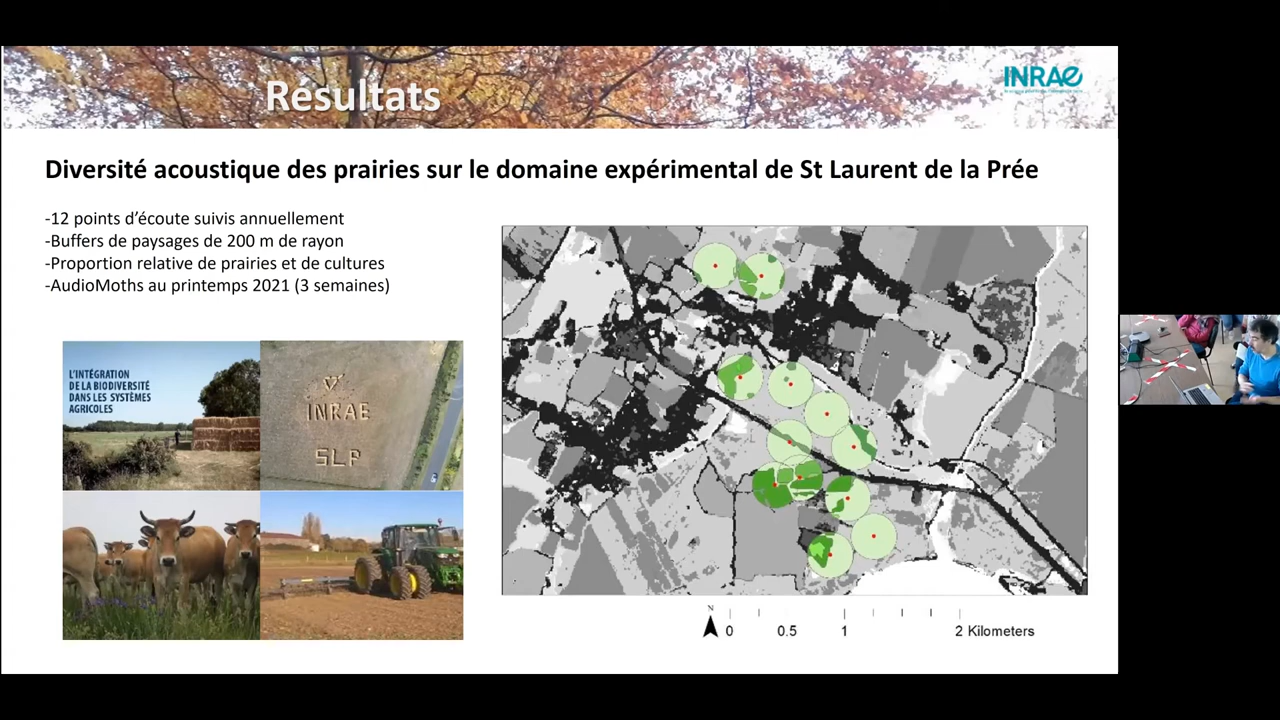 Résultats
INRAE
Diversité acoustique des prairies sur le domaine expérimental de St Laurent de la Prée
-12 points d’écoute suivis annuellement
-Buffers de paysages de 200 m de rayon
-Proportion relative de prairies et de cultures
-AudioMoths au printemps 2021 (3 semaines)
L'INTÉGRATION
DE LA BIODIVERSITÉ
DANS LES SYSTÈMES
AGRICOLES
INRAE
SLP
N
0 0.5 1 2 Kilometers